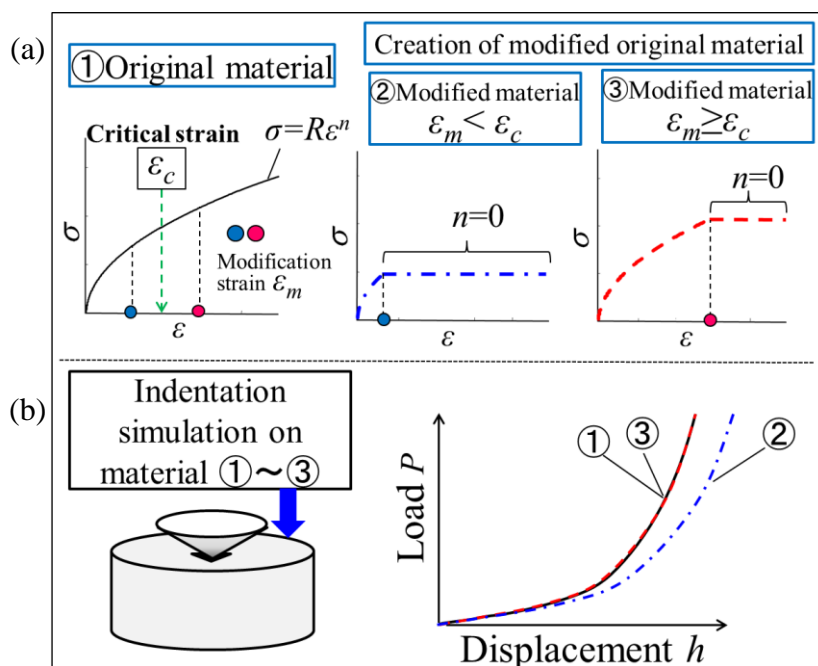 (a)
①Original material
Creation of modified original material
②Modified material
εm < εc
③Modified material
εm≥εc
Critical strain
εc
σ=Rεⁿ
Modification
strain εm
σ
ε
n=0
σ
ε
n=0
σ
ε
(b)
Indentation
simulation on
material ①～③
①
③
②
Load P
Displacement h